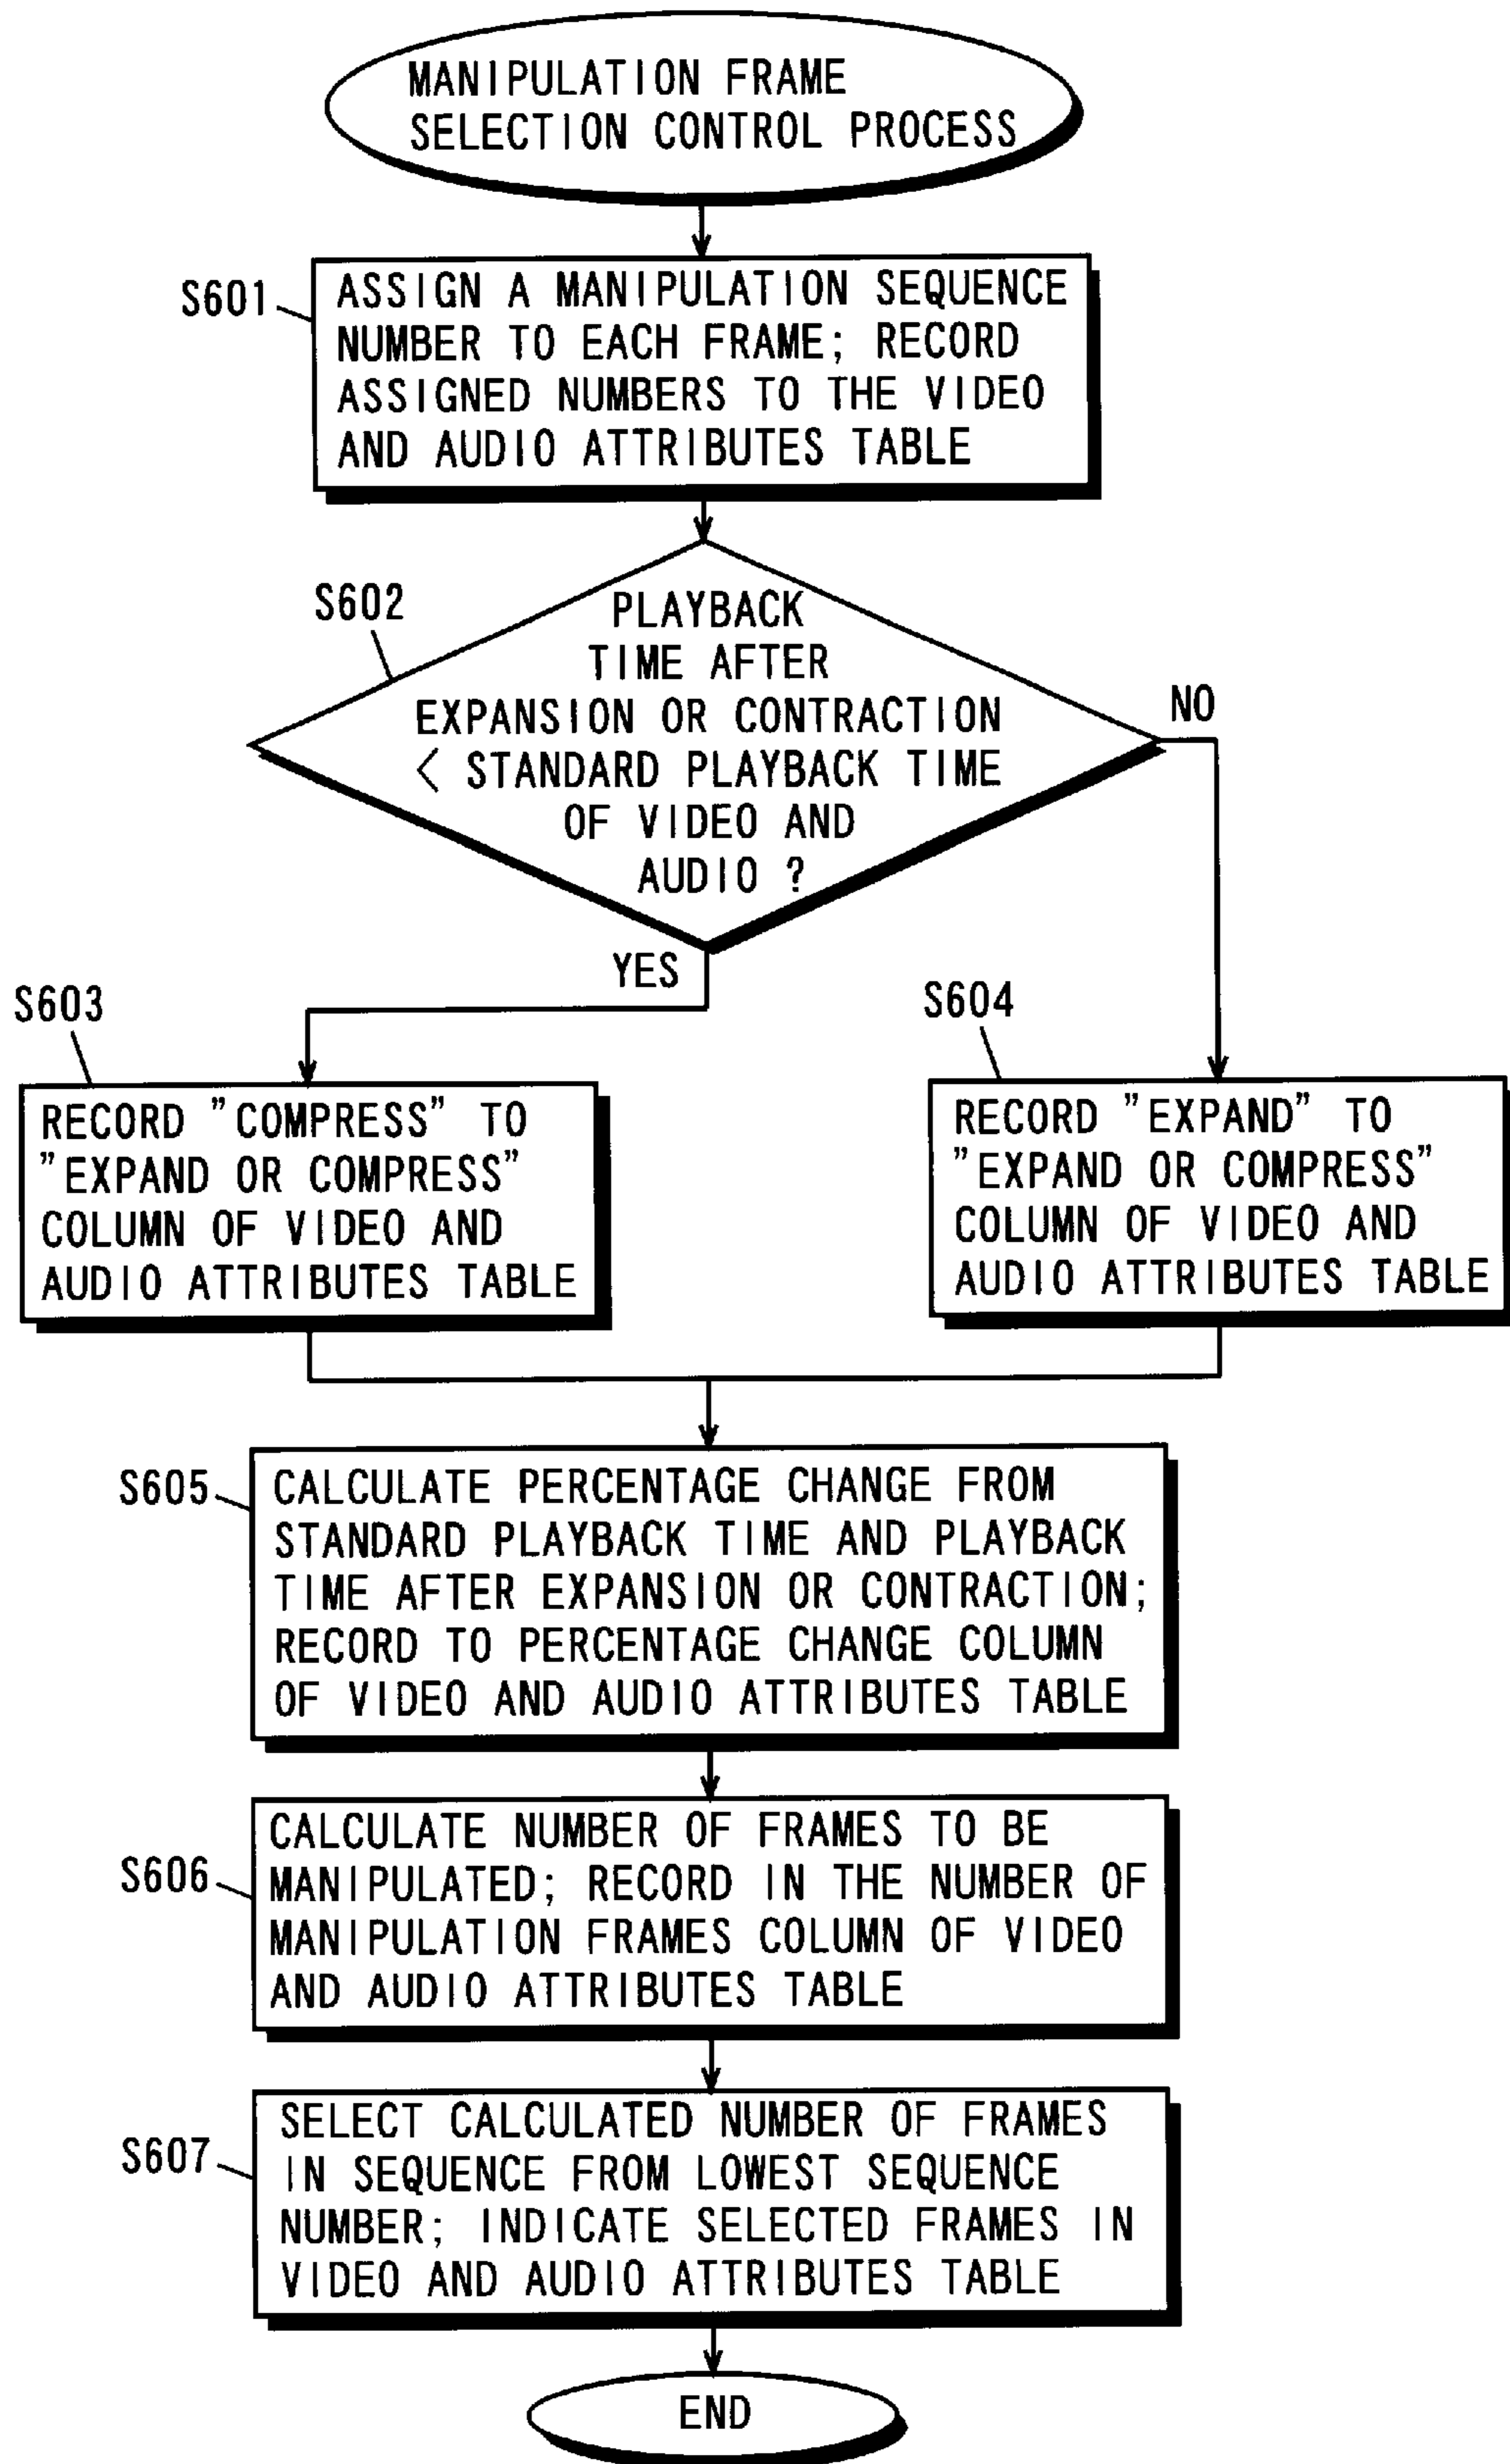 MANIPULATION FRAME
SELECTION CONTROL PROCESS
S601
ASSIGN A MANIPULATION SEQUENCE
NUMBER TO EACH FRAME; RECORD
ASSIGNED NUMBERS TO THE VIDEO
AND AUDIO ATTRIBUTES TABLE
S602
PLAYBACK
TIME AFTER
EXPANSION OR CONTRACTION
< STANDARD PLAYBACK TIME
OF VIDEO AND
AUDIO ?
NO
YES
S603
RECORD "COMPRESS" TO
"EXPAND OR COMPRESS"
COLUMN OF VIDEO AND
AUDIO ATTRIBUTES TABLE
S604
RECORD "EXPAND" TO
"EXPAND OR COMPRESS"
COLUMN OF VIDEO AND
AUDIO ATTRIBUTES TABLE
S605
CALCULATE PERCENTAGE CHANGE FROM
STANDARD PLAYBACK TIME AND PLAYBACK
TIME AFTER EXPANSION OR CONTRACTION;
RECORD TO PERCENTAGE CHANGE COLUMN
OF VIDEO AND AUDIO ATTRIBUTES TABLE
S606
CALCULATE NUMBER OF FRAMES TO BE
MANIPULATED; RECORD IN THE NUMBER OF
MANIPULATION FRAMES COLUMN OF VIDEO
AND AUDIO ATTRIBUTES TABLE
S607
SELECT CALCULATED NUMBER OF FRAMES
IN SEQUENCE FROM LOWEST SEQUENCE
NUMBER; INDICATE SELECTED FRAMES IN
VIDEO AND AUDIO ATTRIBUTES TABLE
END